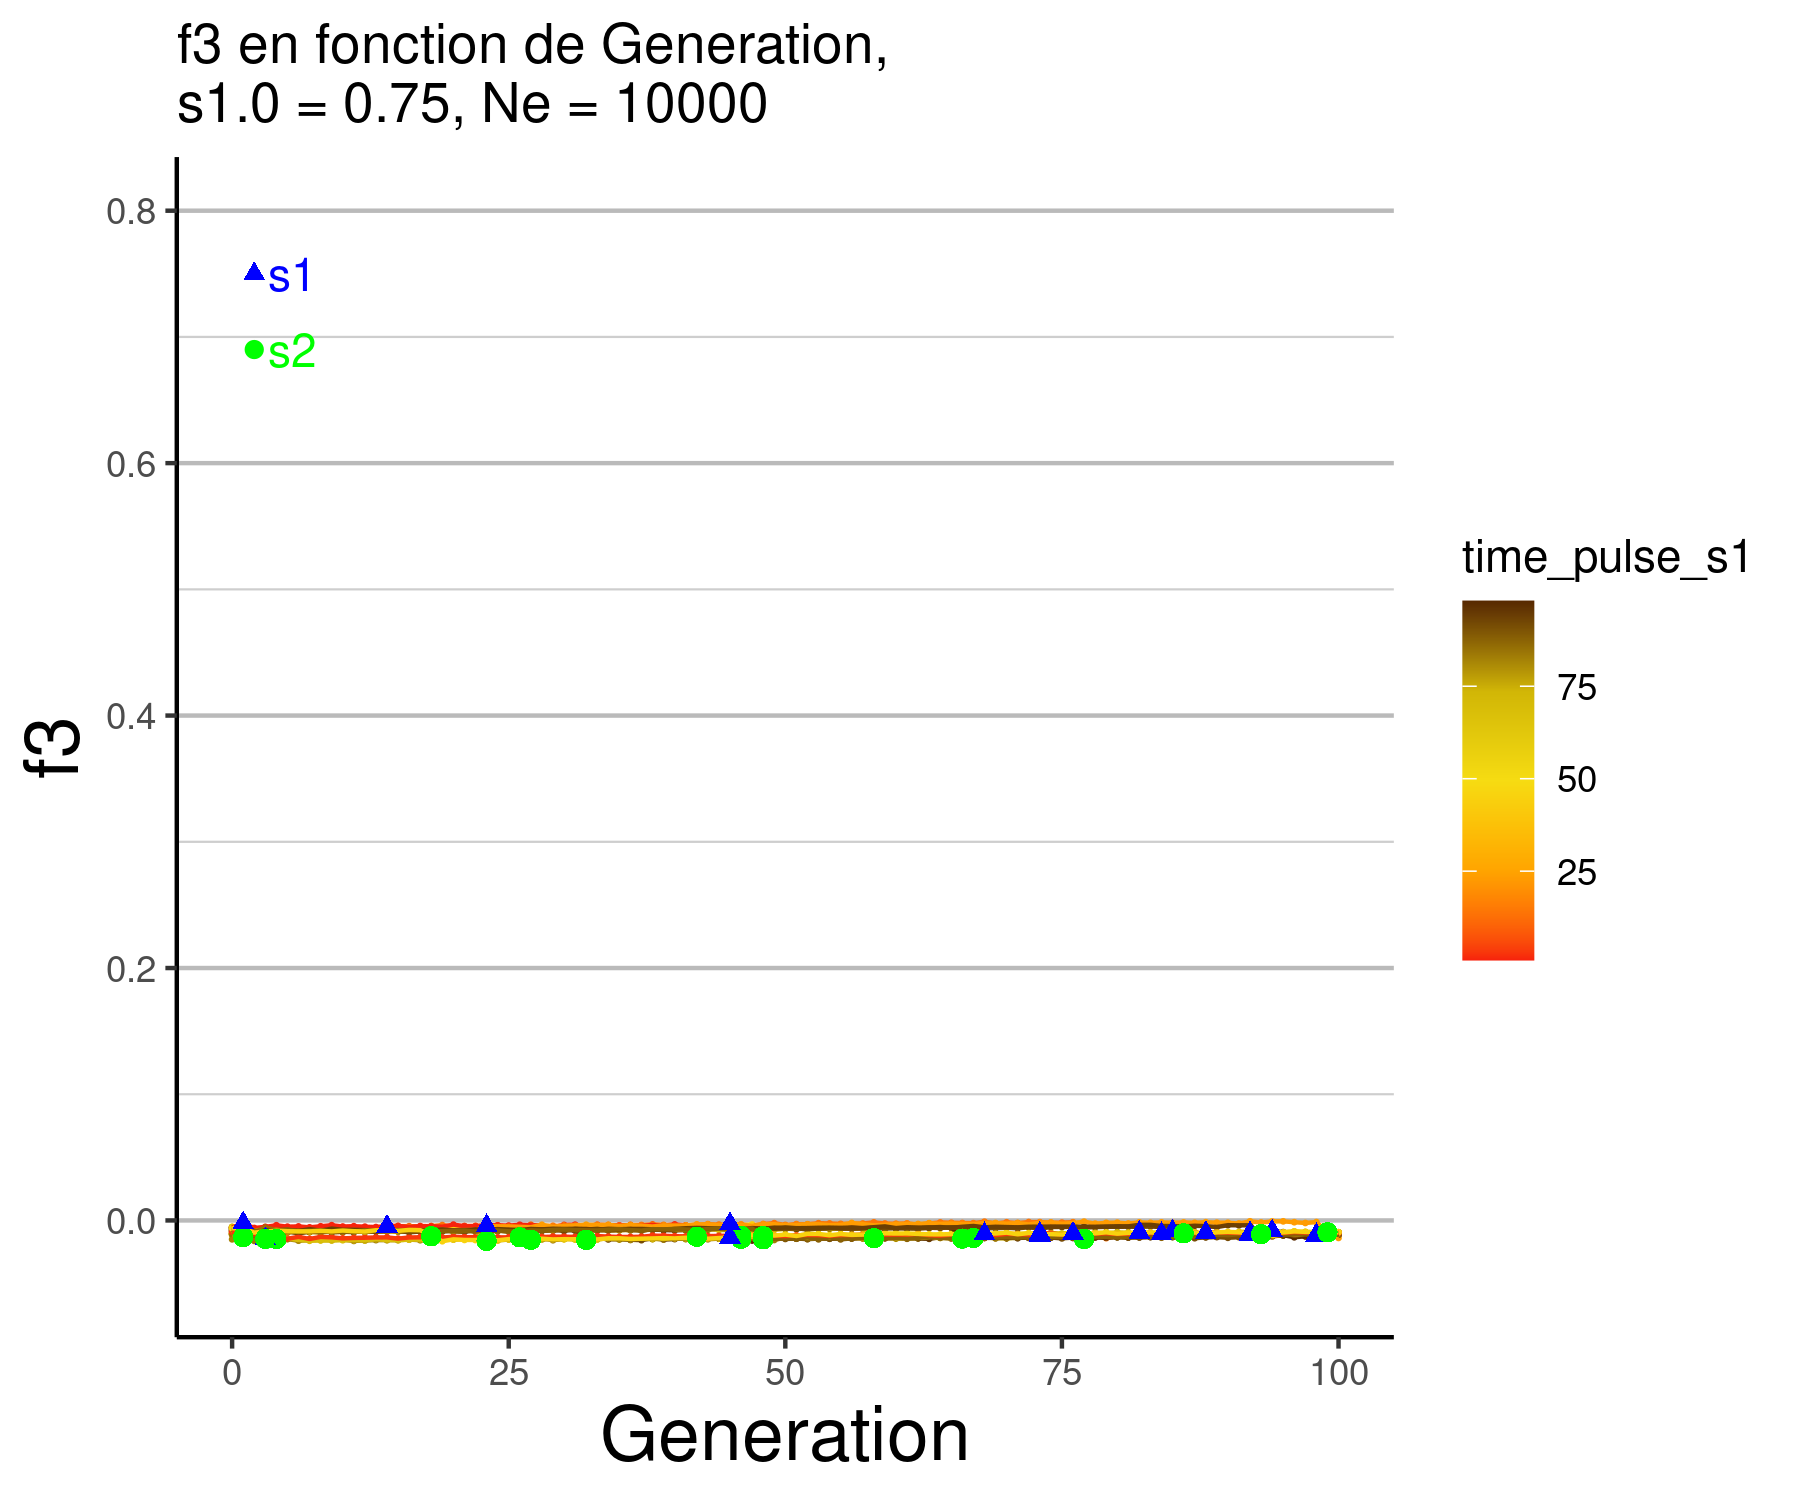 f3 en fonction de Generation,
s1.0 = 0.75, Ne = 10000
0.8
s1
s2
0.6
0.4
0.2
0.0
f3
0
25
50
75
100
Generation
time_pulse_s1
75
50
25